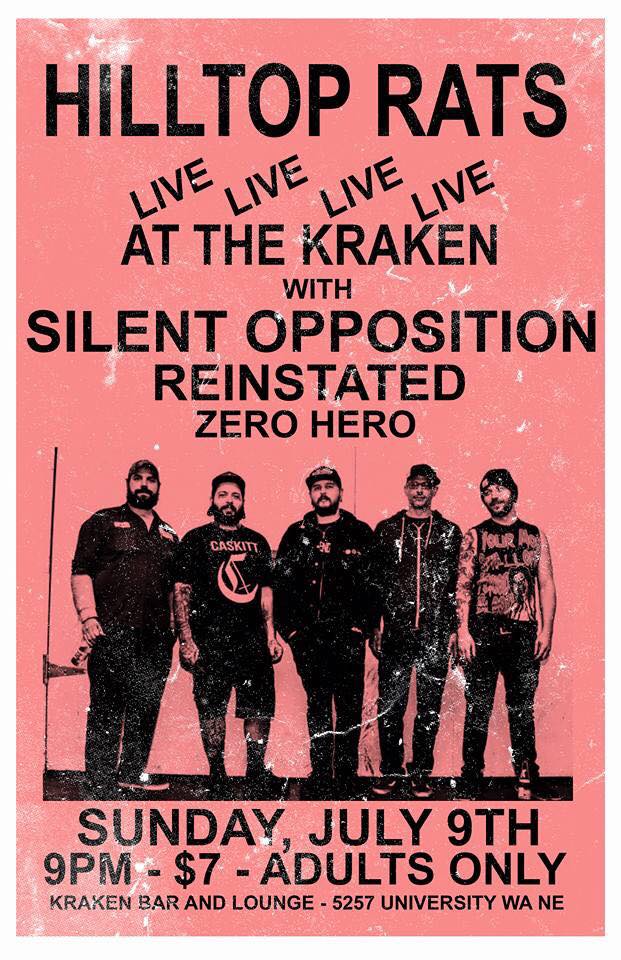 HILLTOP RATS
LIVE LIVE LIVE LIVE
AT THE KRAKEN
WITH
SILENT OPPOSITION
REINSTATED
ZERO HERO
CASKITT
C
YOUR
SUNDAY, JULY 9TH
9PM - $7 - ADULTS ONLY
KRAKEN BAR AND LOUNGE - 5257 UNIVERSITY WA NE